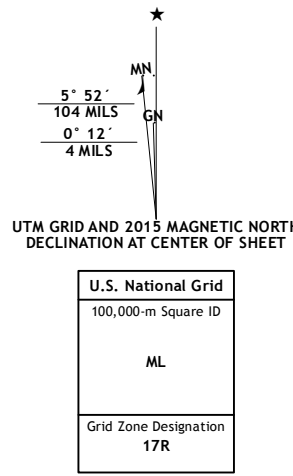 ★
MN
GN
5° 52´
104 MILS
0° 12´
4 MILS
UTM GRID AND 2015 MAGNETIC NORTH
DECLINATION AT CENTER OF SHEET
U.S. National Grid
100,000-m Square ID
ML
Grid Zone Designation
17R